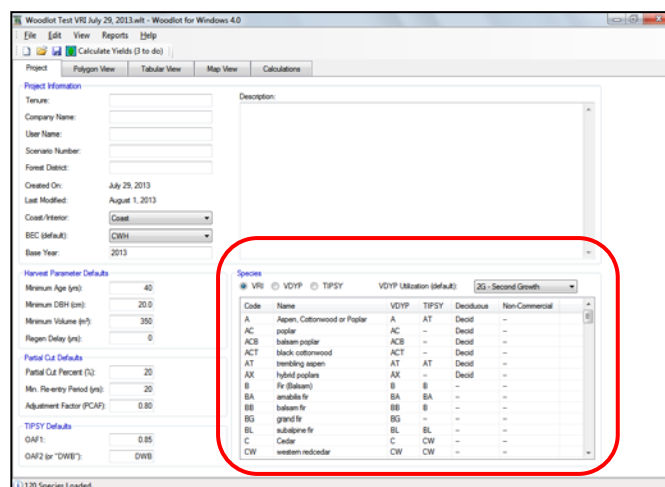 Woodlot Test VRI July 29, 2013.wlt - Woodlot for Windows 4.0
File Edit View Reports Help
Calculate Yields (3 to do)
Project Polygon View Tabular View Map View Calculations
Project Information
Tenure:
Company Name:
User Name:
Scenario Number:
Forest District:
Created On: July 29, 2013
Last Modified: August 1, 2013
Coast/Interior: Coast
BEC (default): CWH
Base Year: 2013
Description:
Harvest Parameter Defaults
Minimum Age (yrs): 40
Minimum DBH (cm): 20.0
Minimum Volume (m³): 350
Regen Delay (yrs): 0
Partial Cut Defaults
Partial Cut Percent (%): 20
Min. Re-entry Period (yrs): 20
Adjustment Factor (PCAF): 0.80
TIPSY Defaults
OAF1: 0.85
OAF2 (or "DWB"): DWB
Species
VRI VDYP TIPSY VDYP Utilization (default): 2G - Second Growth
Code Name VDYP TIPSY Deciduous Non-Commercial
A Aspen, Cottonwood or Poplar A AT Decid --
AC poplar AC -- Decid --
ACB balsam poplar ACB -- Decid --
ACT black cottonwood ACT -- Decid --
AT trembling aspen AT AT Decid --
AX hybrid poplars AX -- Decid --
B Fir (Balsam) B B -- --
BA amabilis fir BA BA -- --
BB balsam fir BB B -- --
BG grand fir BG -- -- --
BL subalpine fir BL BL -- --
C Cedar C CW -- --
CW western redcedar CW CW -- --
120 Species Loaded